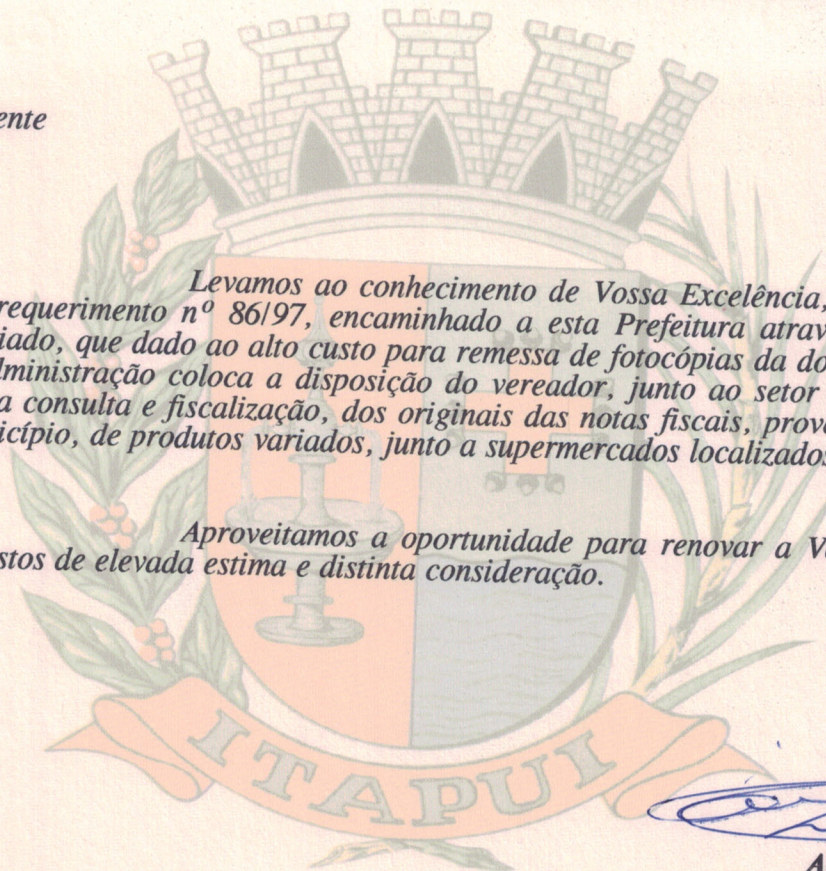 ente
Levamos ao conhecimento de Vossa Excelência,
requerimento nº 86/97, encaminhado a esta Prefeitura atrav
iado, que dado ao alto custo para remessa de fotocópias da do
dministração coloca a disposição do vereador, junto ao setor
a consulta e fiscalização, dos originais das notas fiscais, prov
icípio, de produtos variados, junto a supermercados localizados
Aproveitamos a oportunidade para renovar a V
stos de elevada estima e distinta consideração.
ITAPUI
A